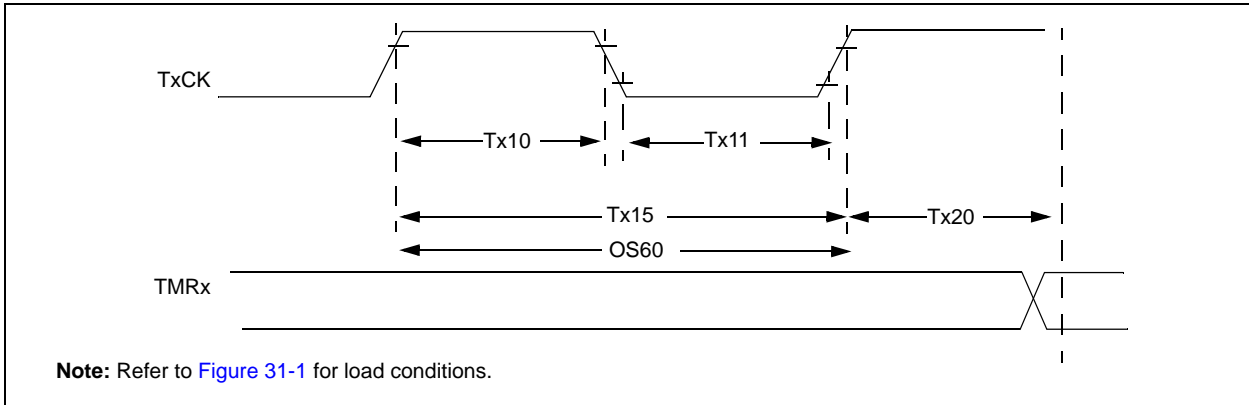 TxCK
Tx10
Tx11
Tx15
Tx20
OS60
TMRx
Note: Refer to Figure 31-1 for load conditions.